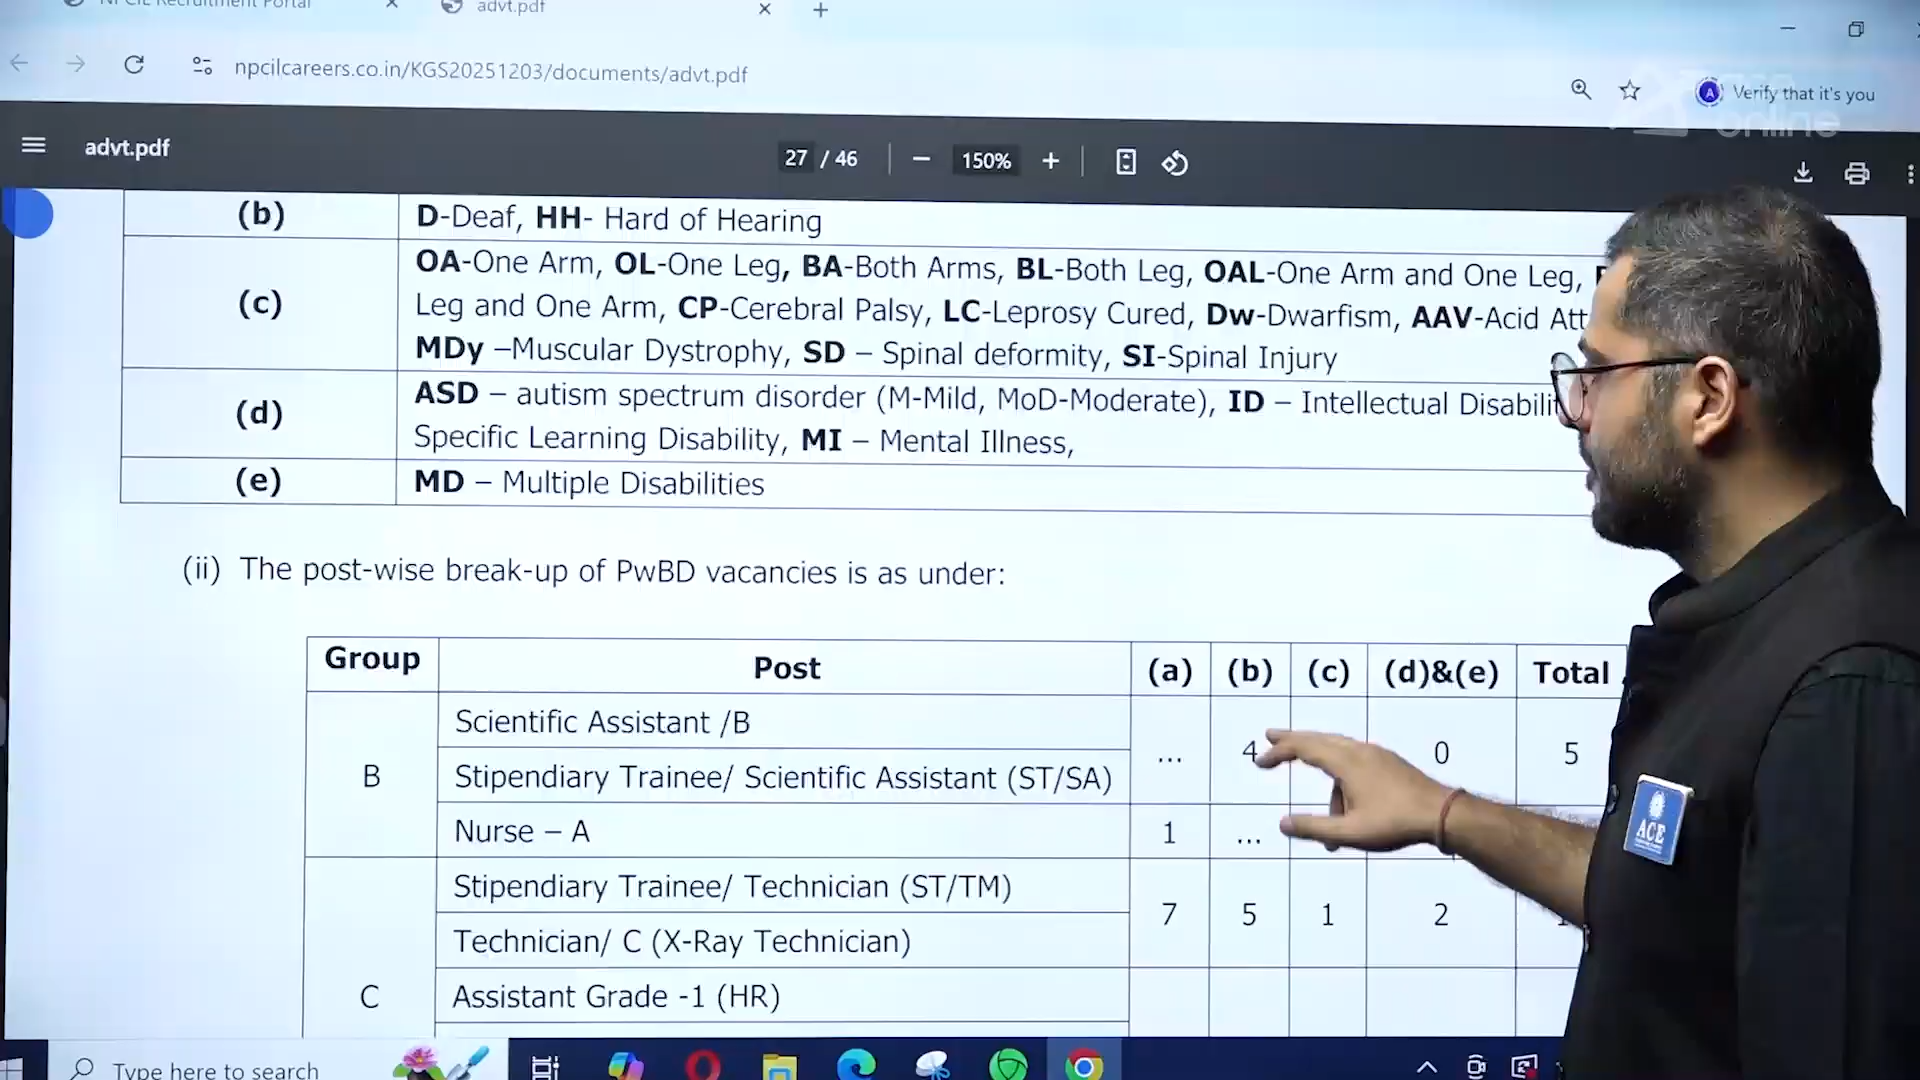 NPCIL Recruitment Portal
advt.pdf
npcilcareers.co.in/KGS20251203/documents/advt.pdf
Verify that it's you
online
advt.pdf
27 / 46
150%
(b) D-Deaf, HH- Hard of Hearing
(c) OA-One Arm, OL-One Leg, BA-Both Arms, BL-Both Leg, OAL-One Arm and One Leg,
Leg and One Arm, CP-Cerebral Palsy, LC-Leprosy Cured, Dw-Dwarfism, AAV-Acid Att
MDy –Muscular Dystrophy, SD – Spinal deformity, SI-Spinal Injury
(d) ASD – autism spectrum disorder (M-Mild, MoD-Moderate), ID – Intellectual Disabilit
Specific Learning Disability, MI – Mental Illness,
(e) MD – Multiple Disabilities
(ii) The post-wise break-up of PwBD vacancies is as under:
Group Post (a) (b) (c) (d)&(e) Total
Scientific Assistant /B
B ... 4 0 5
Stipendiary Trainee/ Scientific Assistant (ST/SA)
Nurse – A 1 ...
Stipendiary Trainee/ Technician (ST/TM)
7 5 1 2
Technician/ C (X-Ray Technician)
C Assistant Grade -1 (HR)
ACE
Type here to search